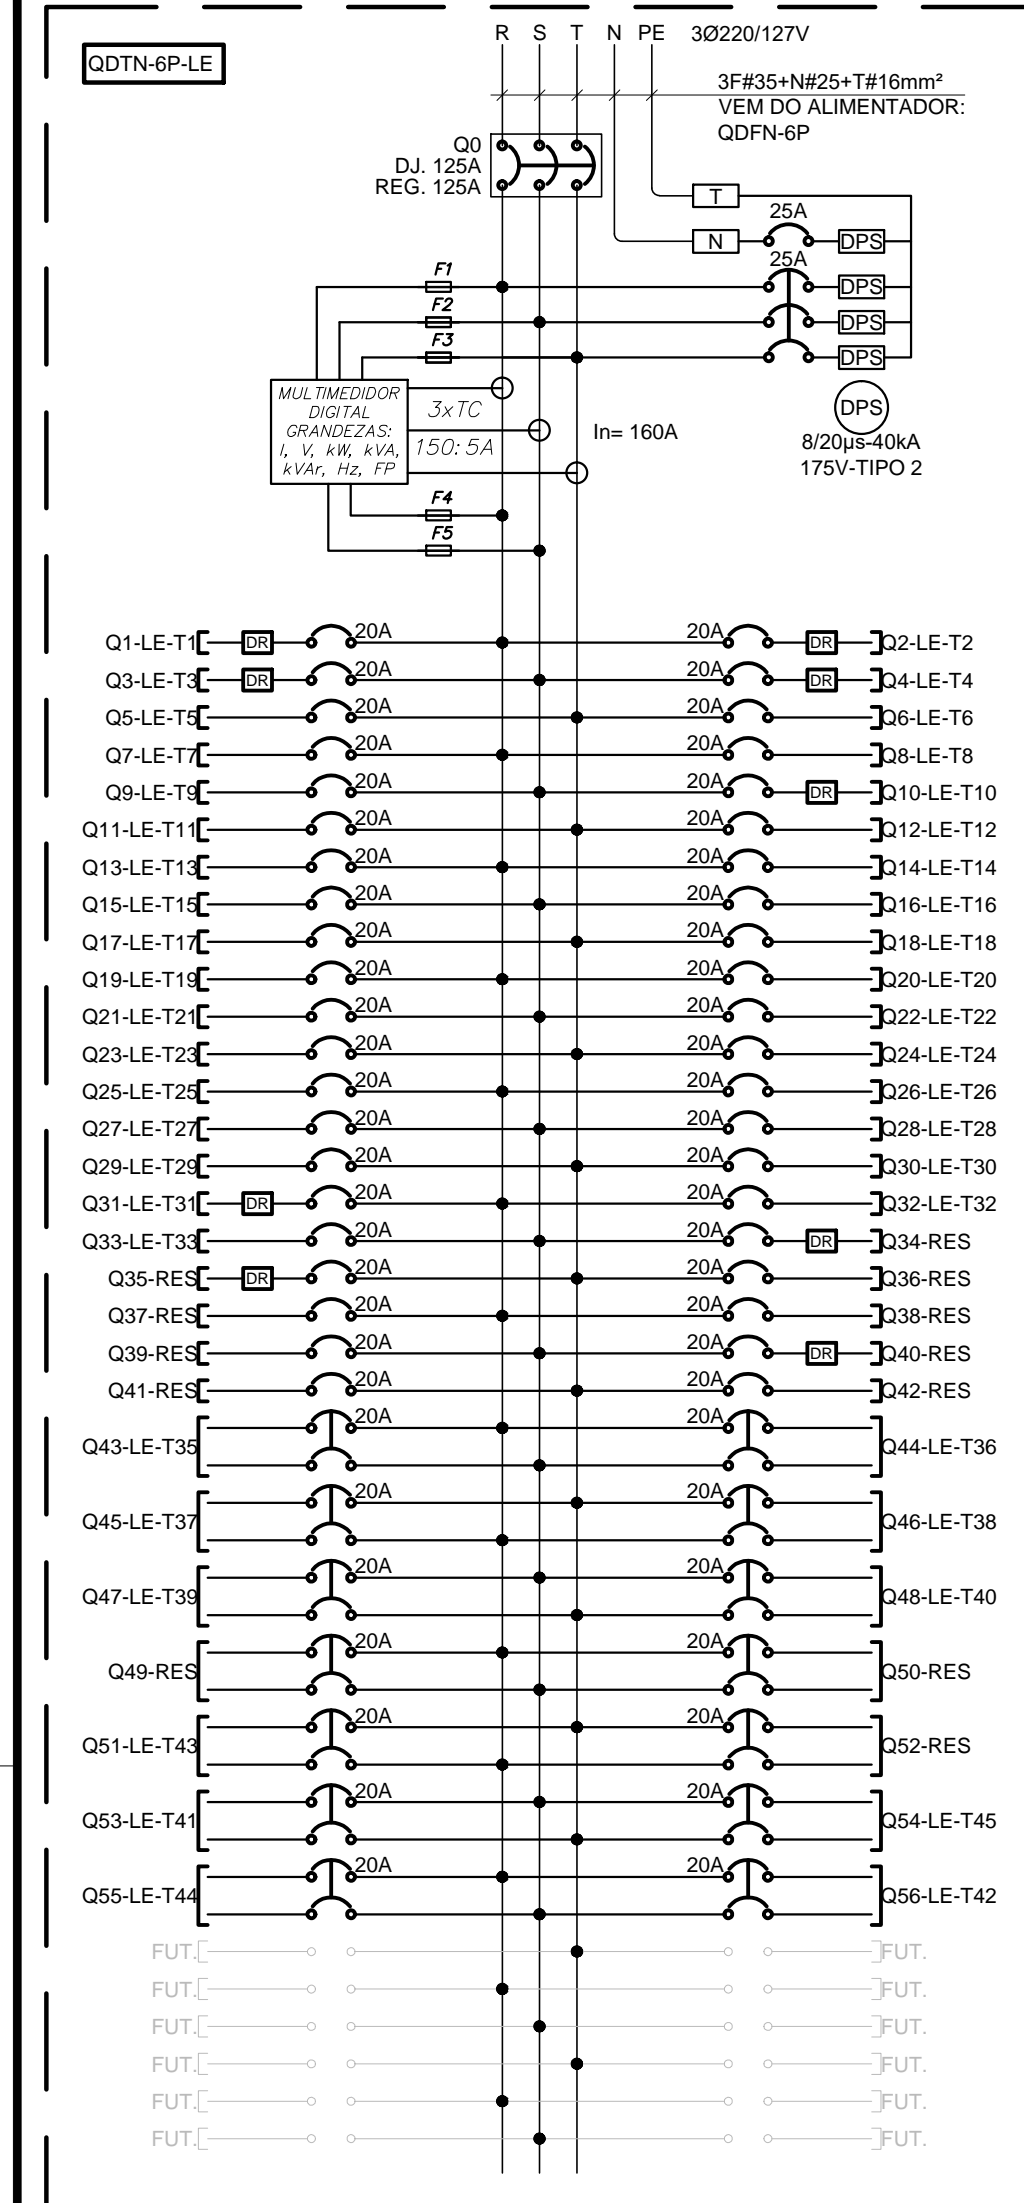 R S T N PE 3Ø220/127V
QDTN-6P-LE
3F#35+N#25+T#16mm²
VEM DO ALIMENTADOR:
QDFN-6P
Q0
DJ. 125A
REG. 125A
T
25A
N DPS
25A
F1 DPS
F2 DPS
F3 DPS
MULTIMEDIDOR
DIGITAL
GRANDEZAS:
I, V, kW, kVA,
kVAr, Hz, FP
3xTC
150:5A
In= 160A
DPS
8/20µs-40kA
175V-TIPO 2
F4
F5
Q1-LE-T1 DR 20A 20A DR Q2-LE-T2
Q3-LE-T3 DR 20A 20A DR Q4-LE-T4
Q5-LE-T5 20A 20A Q6-LE-T6
Q7-LE-T7 20A 20A Q8-LE-T8
Q9-LE-T9 20A 20A DR Q10-LE-T10
Q11-LE-T11 20A 20A Q12-LE-T12
Q13-LE-T13 20A 20A Q14-LE-T14
Q15-LE-T15 20A 20A Q16-LE-T16
Q17-LE-T17 20A 20A Q18-LE-T18
Q19-LE-T19 20A 20A Q20-LE-T20
Q21-LE-T21 20A 20A Q22-LE-T22
Q23-LE-T23 20A 20A Q24-LE-T24
Q25-LE-T25 20A 20A Q26-LE-T26
Q27-LE-T27 20A 20A Q28-LE-T28
Q29-LE-T29 20A 20A Q30-LE-T30
Q31-LE-T31 DR 20A 20A Q32-LE-T32
Q33-LE-T33 20A 20A DR Q34-RES
Q35-RES DR 20A 20A Q36-RES
Q37-RES 20A 20A Q38-RES
Q39-RES 20A 20A DR Q40-RES
Q41-RES 20A 20A Q42-RES
Q43-LE-T35 20A 20A Q44-LE-T36
Q45-LE-T37 20A 20A Q46-LE-T38
Q47-LE-T39 20A 20A Q48-LE-T40
Q49-RES 20A 20A Q50-RES
Q51-LE-T43 20A 20A Q52-RES
Q53-LE-T41 20A 20A Q54-LE-T45
Q55-LE-T44 20A 20A Q56-LE-T42
FUT. FUT.
FUT. FUT.
FUT. FUT.
FUT. FUT.
FUT. FUT.
FUT. FUT.